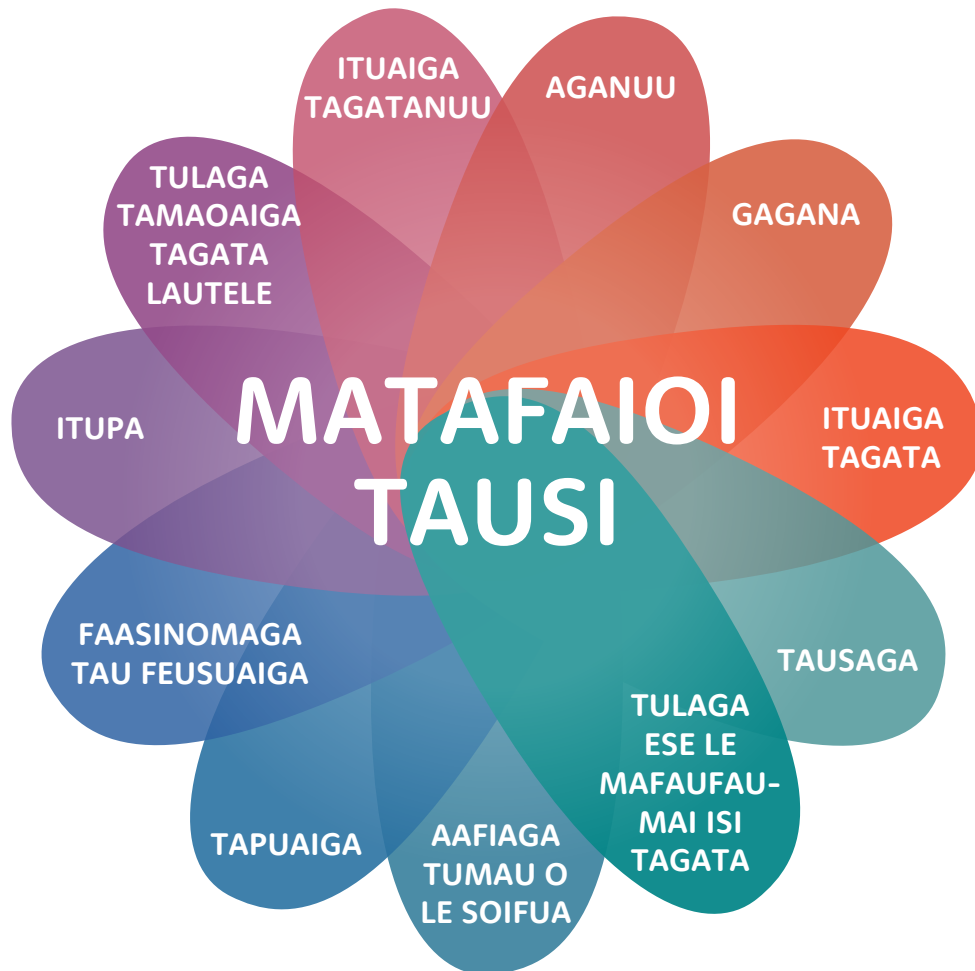 ITUAIGA
TAGATANUU
AGANUU
GAGANA
ITUAIGA
TAGATA
TAUSAGA
TULAGA
ESE LE
MAFAUFAU-
MAI ISI
TAGATA
AAFIAGA
TUMAU O
LE SOIFUA
TAPUAIGA
FAASINOMAGA
TAU FEUSUAIGA
ITUPA
TULAGA
TAMAOAIGA
TAGATA
LAUTELE
MATAFAIOI
TAUSI